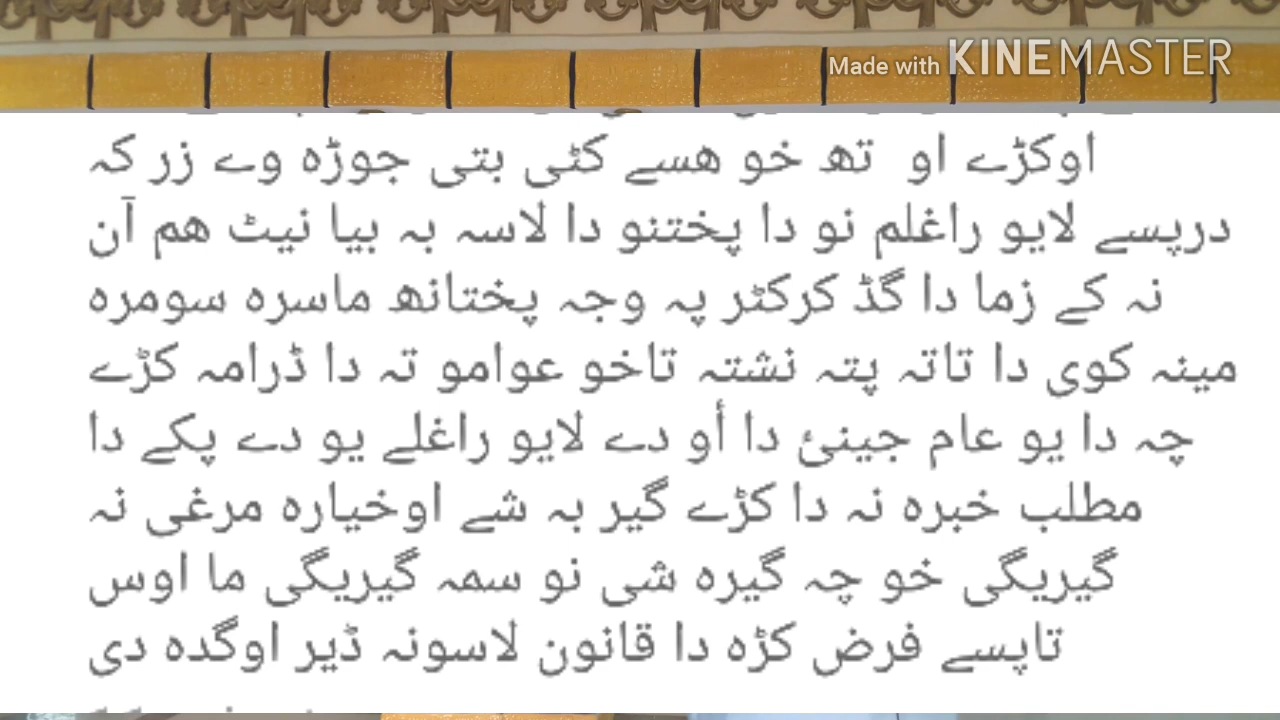 Made with KINEMASTER
اوکڑے او تھ خو ھسے کٹی بتی جوڑہ وے زر کہ
درپسے لایو راغلم نو دا پختنو دا لاسہ بہ بیا نیٹ ھم آن
نہ کے زما دا گڈ کرکٹر پہ وجہ پختانھ ماسرہ سومرہ
مینہ کوی دا تاتہ پتہ نشتہ تاخو عوامو تہ دا ڈرامہ کڑے
چہ دا یو عام جینئ دا أو دے لایو راغلے یو دے پکے دا
مطلب خبرہ نہ دا کڑے گیر بہ شے اوخیارہ مرغی نہ
گیریگی خو چہ گیرہ شی نو سمہ گیریگی ما اوس
تاپسے فرض کڑہ دا قانون لاسونہ ڈیر اوگدہ دی